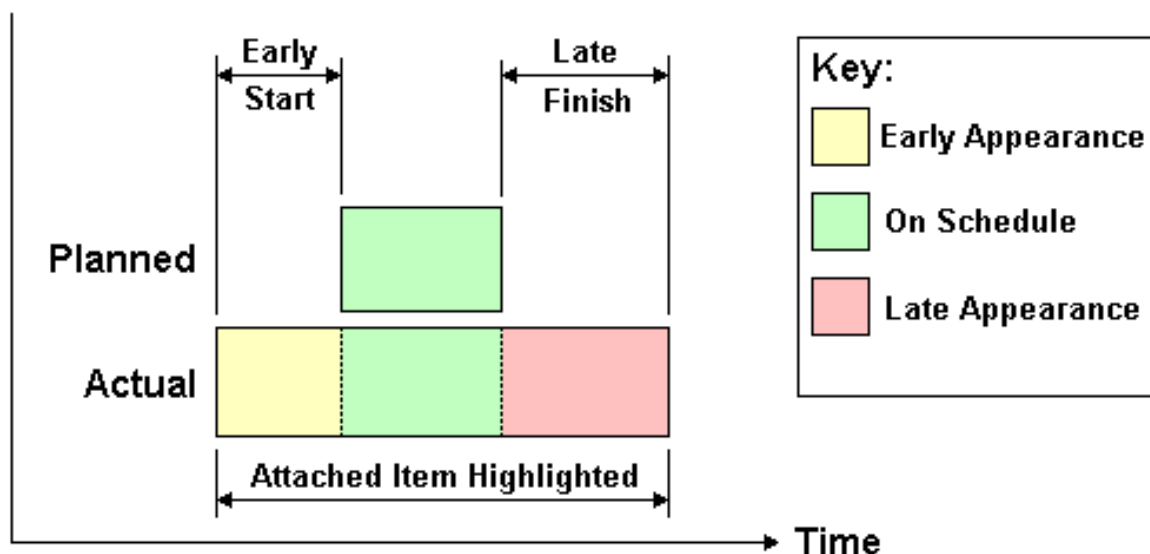 Early
Start
Late
Finish
Planned
Actual
Attached Item Highlighted
Time
Key:
Early Appearance
On Schedule
Late Appearance